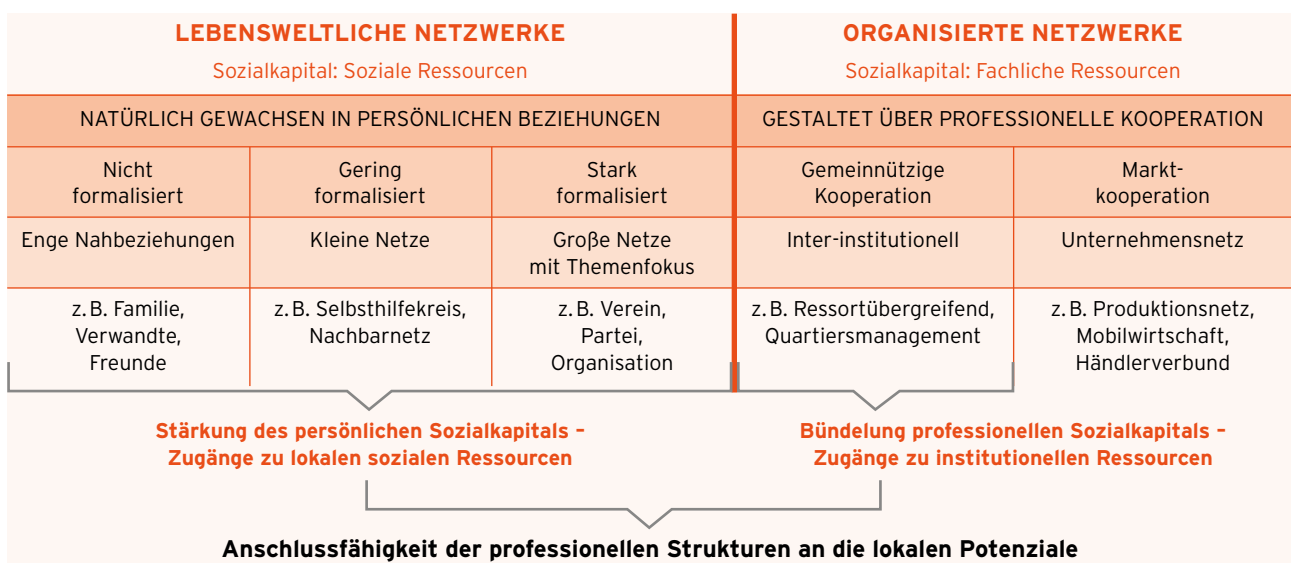 LEBENSWELTLICHE NETZWERKE
Sozialkapital: Soziale Ressourcen
ORGANISIERTE NETZWERKE
Sozialkapital: Fachliche Ressourcen
NATÜRLICH GEWACHSEN IN PERSÖNLICHEN BEZIEHUNGEN
GESTALTET ÜBER PROFESSIONELLE KOOPERATION
Nicht
formalisiert
Gering
formalisiert
Stark
formalisiert
Gemeinnützige
Kooperation
Markt-
kooperation
Enge Nahbeziehungen
Kleine Netze
Große Netze
mit Themenfokus
Inter-institutionell
Unternehmensnetz
z. B. Familie,
Verwandte,
Freunde
z. B. Selbsthilfekreis,
Nachbarnetz
z. B. Verein,
Partei,
Organisation
z. B. Ressortübergreifend,
Quartiersmanagement
z. B. Produktionsnetz,
Mobilwirtschaft,
Händlerverbund
Stärkung des persönlichen Sozialkapitals –
Zugänge zu lokalen sozialen Ressourcen
Bündelung professionellen Sozialkapitals –
Zugänge zu institutionellen Ressourcen
Anschlussfähigkeit der professionellen Strukturen an die lokalen Potenziale